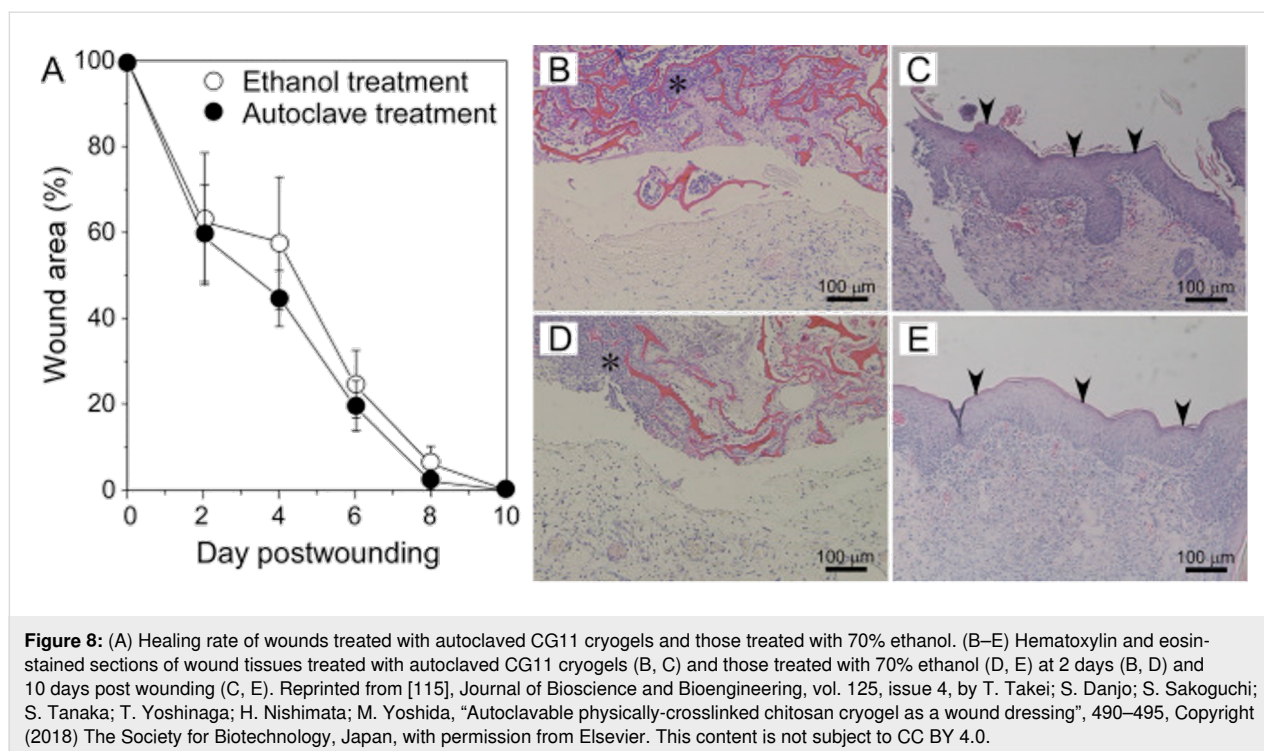 A
100
80
60
40
20
0
Wound area (%)
Ethanol treatment
Autoclave treatment
0 2 4 6 8 10
Day postwounding
B
*
100 μm
C
100 μm
D
*
100 μm
E
100 μm
Figure 8: (A) Healing rate of wounds treated with autoclaved CG11 cryogels and those treated with 70% ethanol. (B–E) Hematoxylin and eosin-
stained sections of wound tissues treated with autoclaved CG11 cryogels (B, C) and those treated with 70% ethanol (D, E) at 2 days (B, D) and
10 days post wounding (C, E). Reprinted from [115], Journal of Bioscience and Bioengineering, vol. 125, issue 4, by T. Takei; S. Danjo; S. Sakoguchi;
S. Tanaka; T. Yoshinaga; H. Nishimata; M. Yoshida, “Autoclavable physically-crosslinked chitosan cryogel as a wound dressing”, 490–495, Copyright
(2018) The Society for Biotechnology, Japan, with permission from Elsevier. This content is not subject to CC BY 4.0.